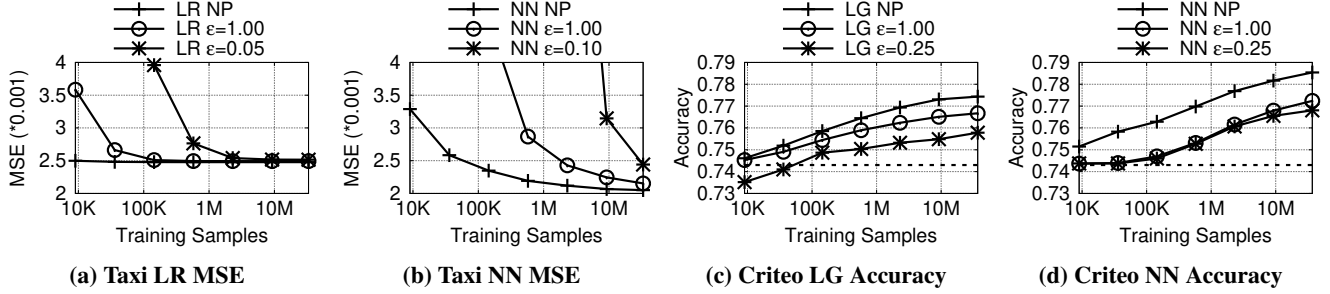 LR NP
LR ε=1.00
LR ε=0.05
MSE (*0.001)
4
3.5
3
2.5
2
10K 100K 1M 10M
Training Samples
(a) Taxi LR MSE
NN NP
NN ε=1.00
NN ε=0.10
MSE (*0.001)
4
3.5
3
2.5
2
10K 100K 1M 10M
Training Samples
(b) Taxi NN MSE
LG NP
LG ε=1.00
LG ε=0.25
Accuracy
0.79
0.78
0.77
0.76
0.75
0.74
0.73
10K 100K 1M 10M
Training Samples
(c) Criteo LG Accuracy
NN NP
NN ε=1.00
NN ε=0.25
Accuracy
0.79
0.78
0.77
0.76
0.75
0.74
0.73
10K 100K 1M 10M
Training Samples
(d) Criteo NN Accuracy